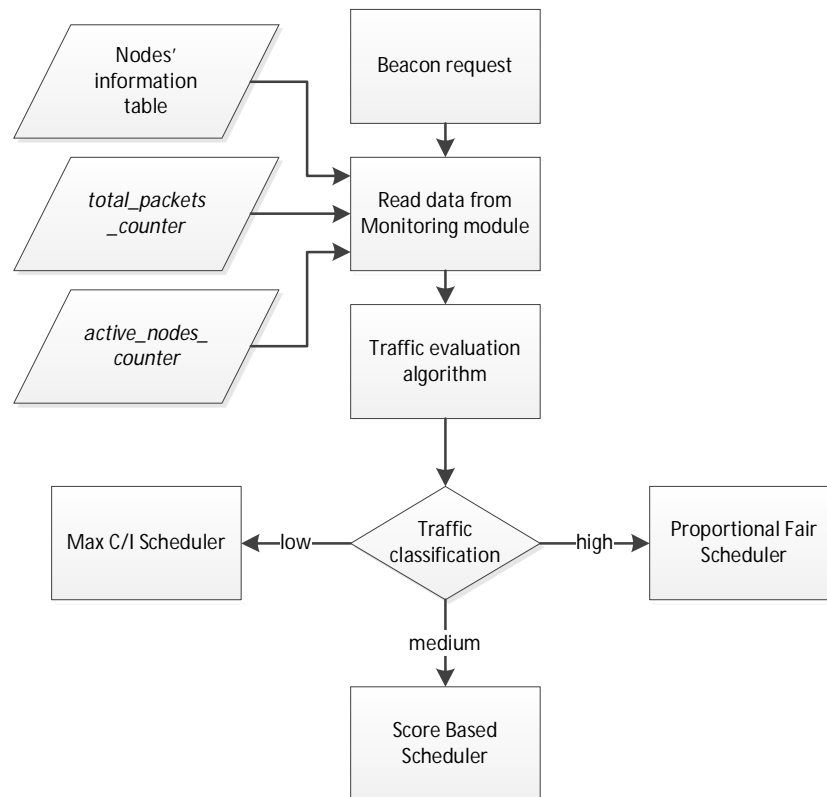 Nodes’
information
table
Beacon request
total_packets
_counter
Read data from
Monitoring module
active_nodes_
counter
Traffic evaluation
algorithm
Max C/I Scheduler
low
Traffic
classification
high
Proportional Fair
Scheduler
medium
Score Based
Scheduler